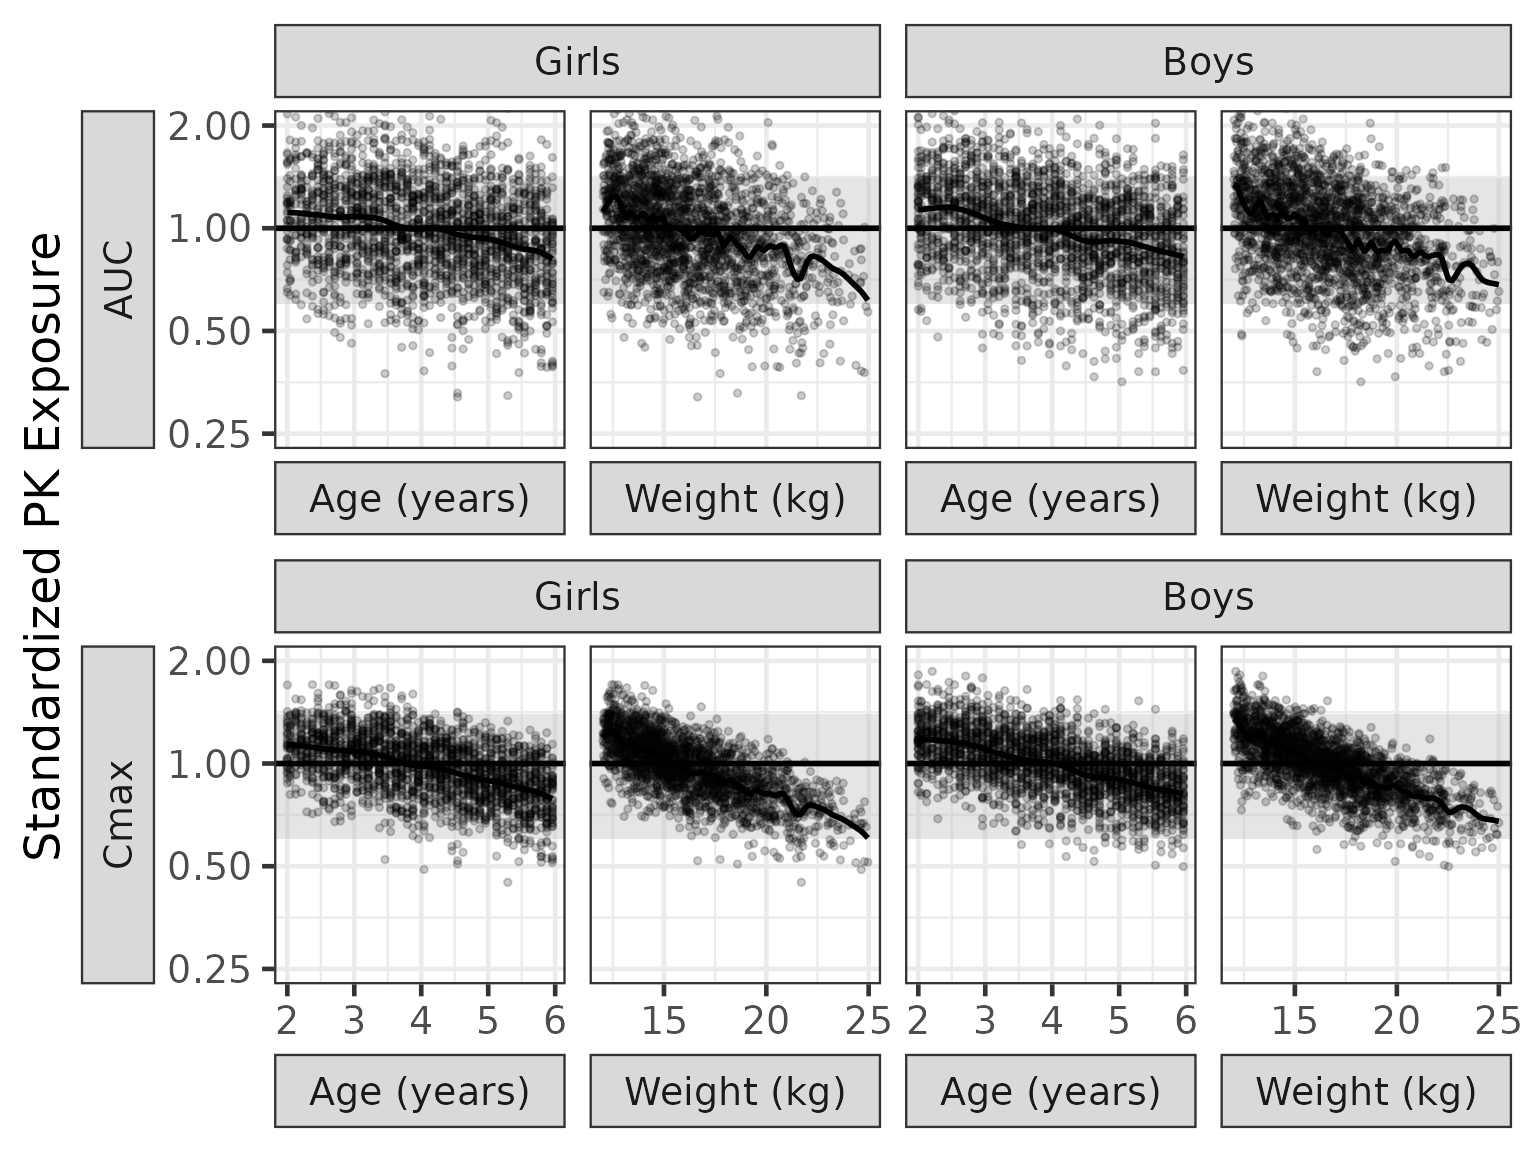 Standardized PK Exposure
Girls
Boys
AUC
2.00
1.00
0.50
0.25
Age (years)
Weight (kg)
Age (years)
Weight (kg)
Girls
Boys
Cmax
2.00
1.00
0.50
0.25
2 3 4 5 6 15 20 25 2 3 4 5 6 15 20 25
Age (years)
Weight (kg)
Age (years)
Weight (kg)